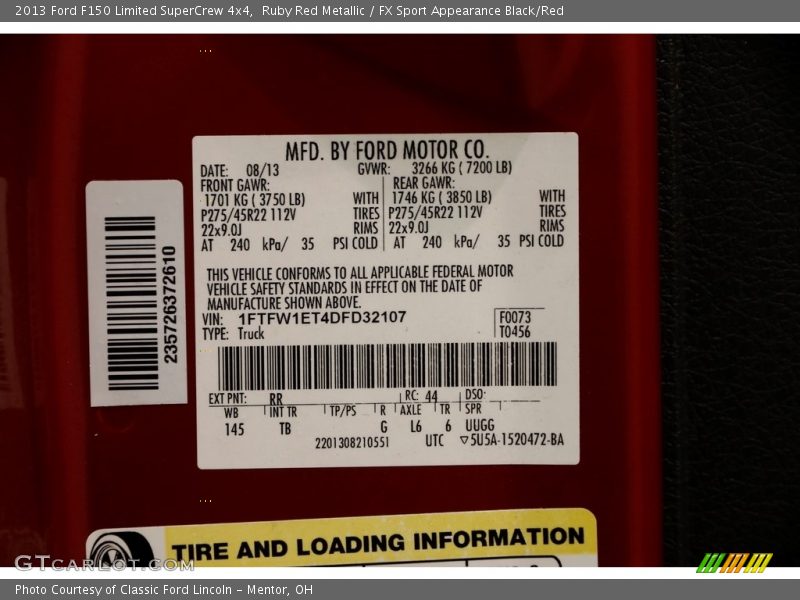 2013 Ford F150 Limited SuperCrew 4x4,  Ruby Red Metallic / FX Sport Appearance Black/Red
MFD. BY FORD MOTOR CO.
DATE: 08/13 GVWR: 3266 KG ( 7200 LB)
FRONT GAWR: REAR GAWR:
1701 KG ( 3750 LB) WITH 1746 KG ( 3850 LB) WITH
P275/45R22 112V TIRES P275/45R22 112V TIRES
22x9.0J RIMS 22x9.0J RIMS
AT 240 kPa/ 35 PSI COLD AT 240 kPa/ 35 PSI COLD
THIS VEHICLE CONFORMS TO ALL APPLICABLE FEDERAL MOTOR
VEHICLE SAFETY STANDARDS IN EFFECT ON THE DATE OF
MANUFACTURE SHOWN ABOVE.
VIN: 1FTFW1ET4DFD32107 F0073
TYPE: Truck T0456
EXT PNT: RR RC: 44 DSO:
WB INT TR TP/PS R AXLE TR SPR
145 TB G L6 6 UUGG
2201308210551 UTC ▽5U5A-1520472-BA
235726372610
TIRE AND LOADING INFORMATION
GTcarlot.com
Photo Courtesy of Classic Ford Lincoln - Mentor, OH